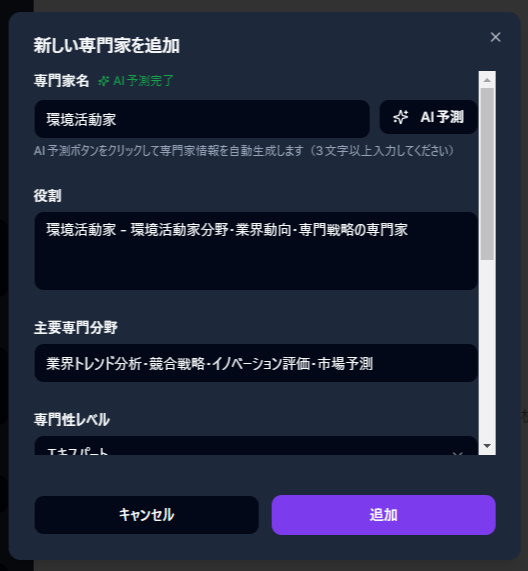 新しい専門家を追加
専門家名 AI予測完了
環境活動家 AI予測
AI予測ボタンをクリックして専門家情報を自動生成します（3文字以上入力してください）
役割
環境活動家 - 環境活動家分野・業界動向・専門戦略の専門家
主要専門分野
業界トレンド分析・競合戦略・イノベーション評価・市場予測
専門性レベル
エキスパート
キャンセル 追加